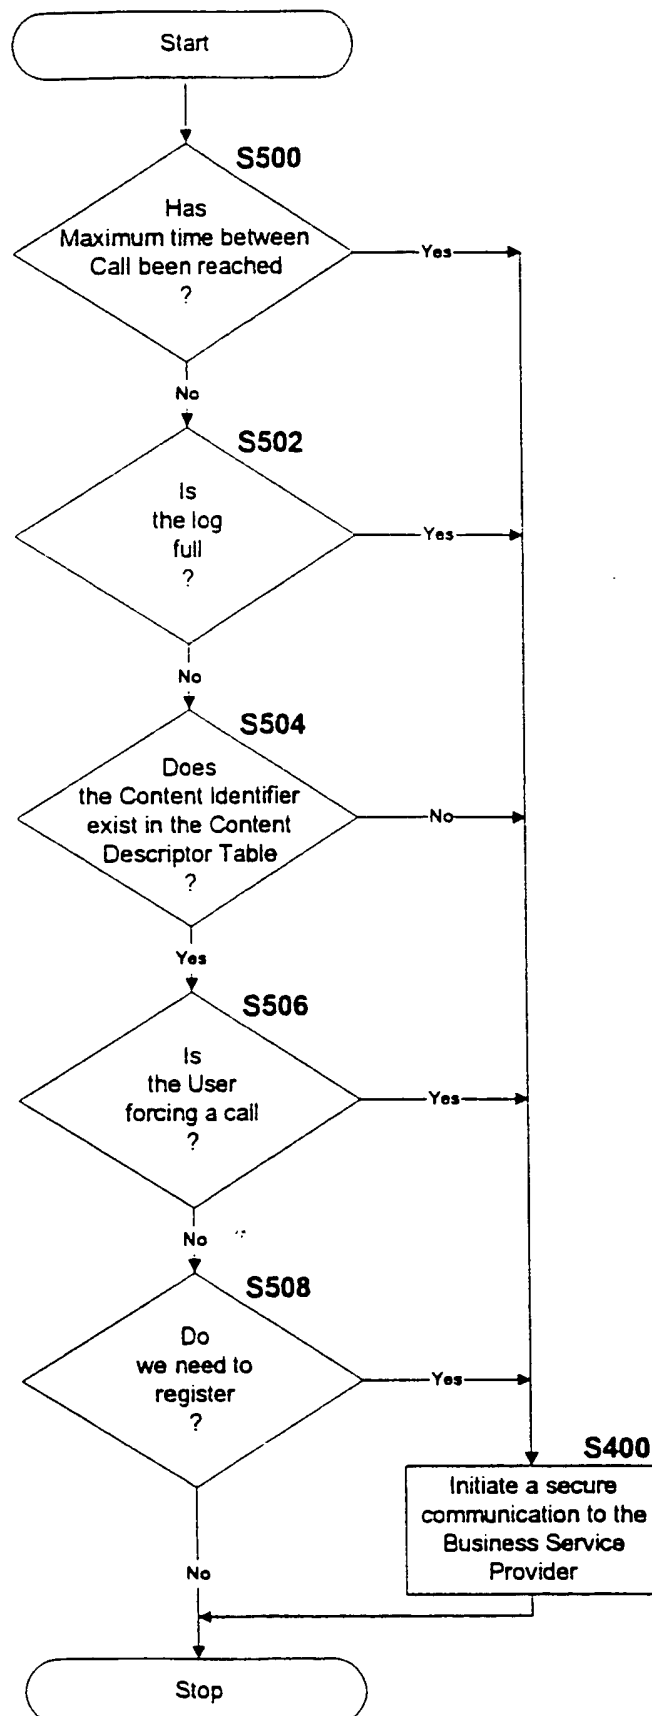 Start
S500
Has
Maximum time between
Call been reached
?
Yes
No
S502
Is
the log
full
?
Yes
No
S504
Does
the Content Identifier
exist in the Content
Descriptor Table
?
No
Yes
S506
Is
the User
forcing a call
?
Yes
No
S508
Do
we need to
register
?
Yes
S400
Initiate a secure
communication to the
Business Service
Provider
No
Stop